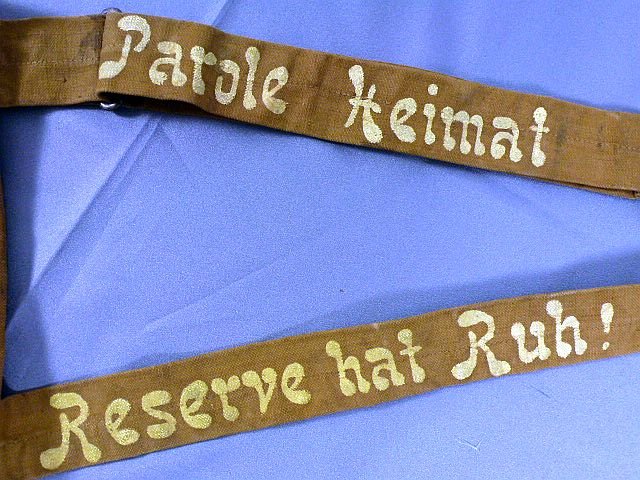 Parole Heimat
Reserve hat Ruh!